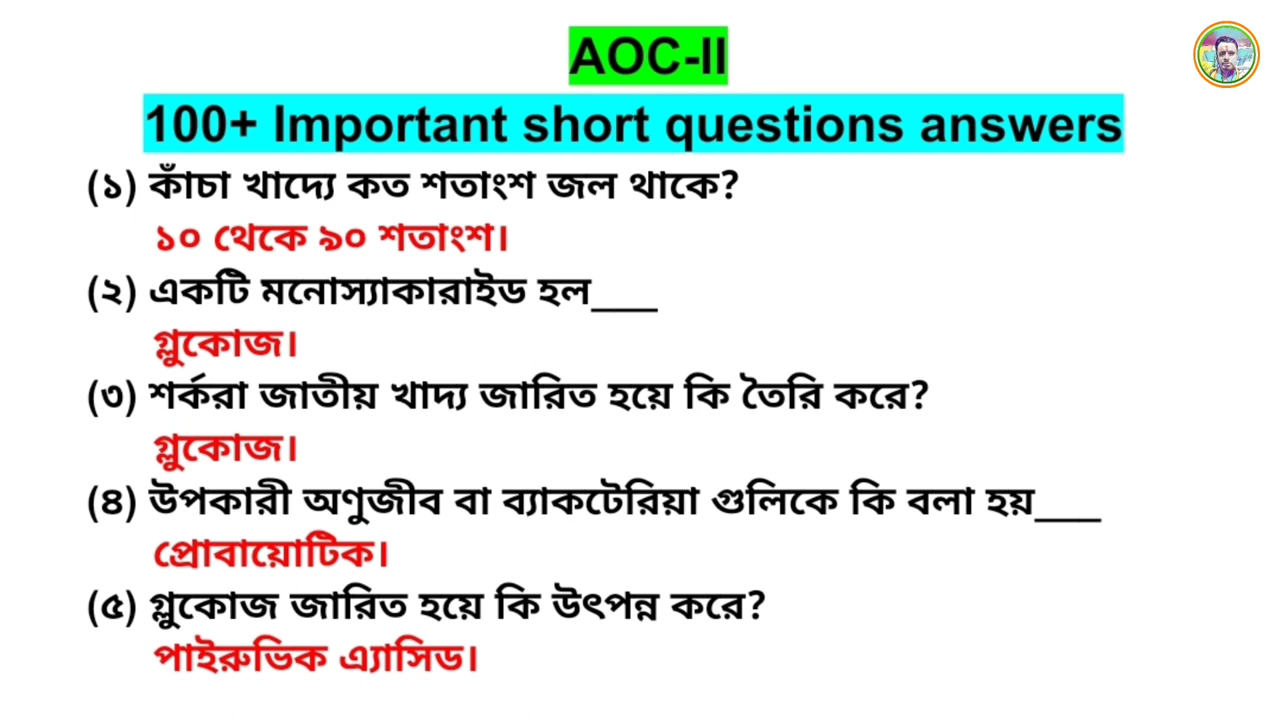 AOC-II
100+ Important short questions answers
(১) কাঁচা খাদ্যে কত শতাংশ জল থাকে?
১০ থেকে ৯০ শতাংশ।
(২) একটি মনোস্যাকারাইড হল____
গ্লুকোজ।
(৩) শর্করা জাতীয় খাদ্য জারিত হয়ে কি তৈরি করে?
গ্লুকোজ।
(৪) উপকারী অণুজীব বা ব্যাকটেরিয়া গুলিকে কি বলা হয়____
প্রোবায়োটিক।
(৫) গ্লুকোজ জারিত হয়ে কি উৎপন্ন করে?
পাইরুভিক এ্যাসিড।